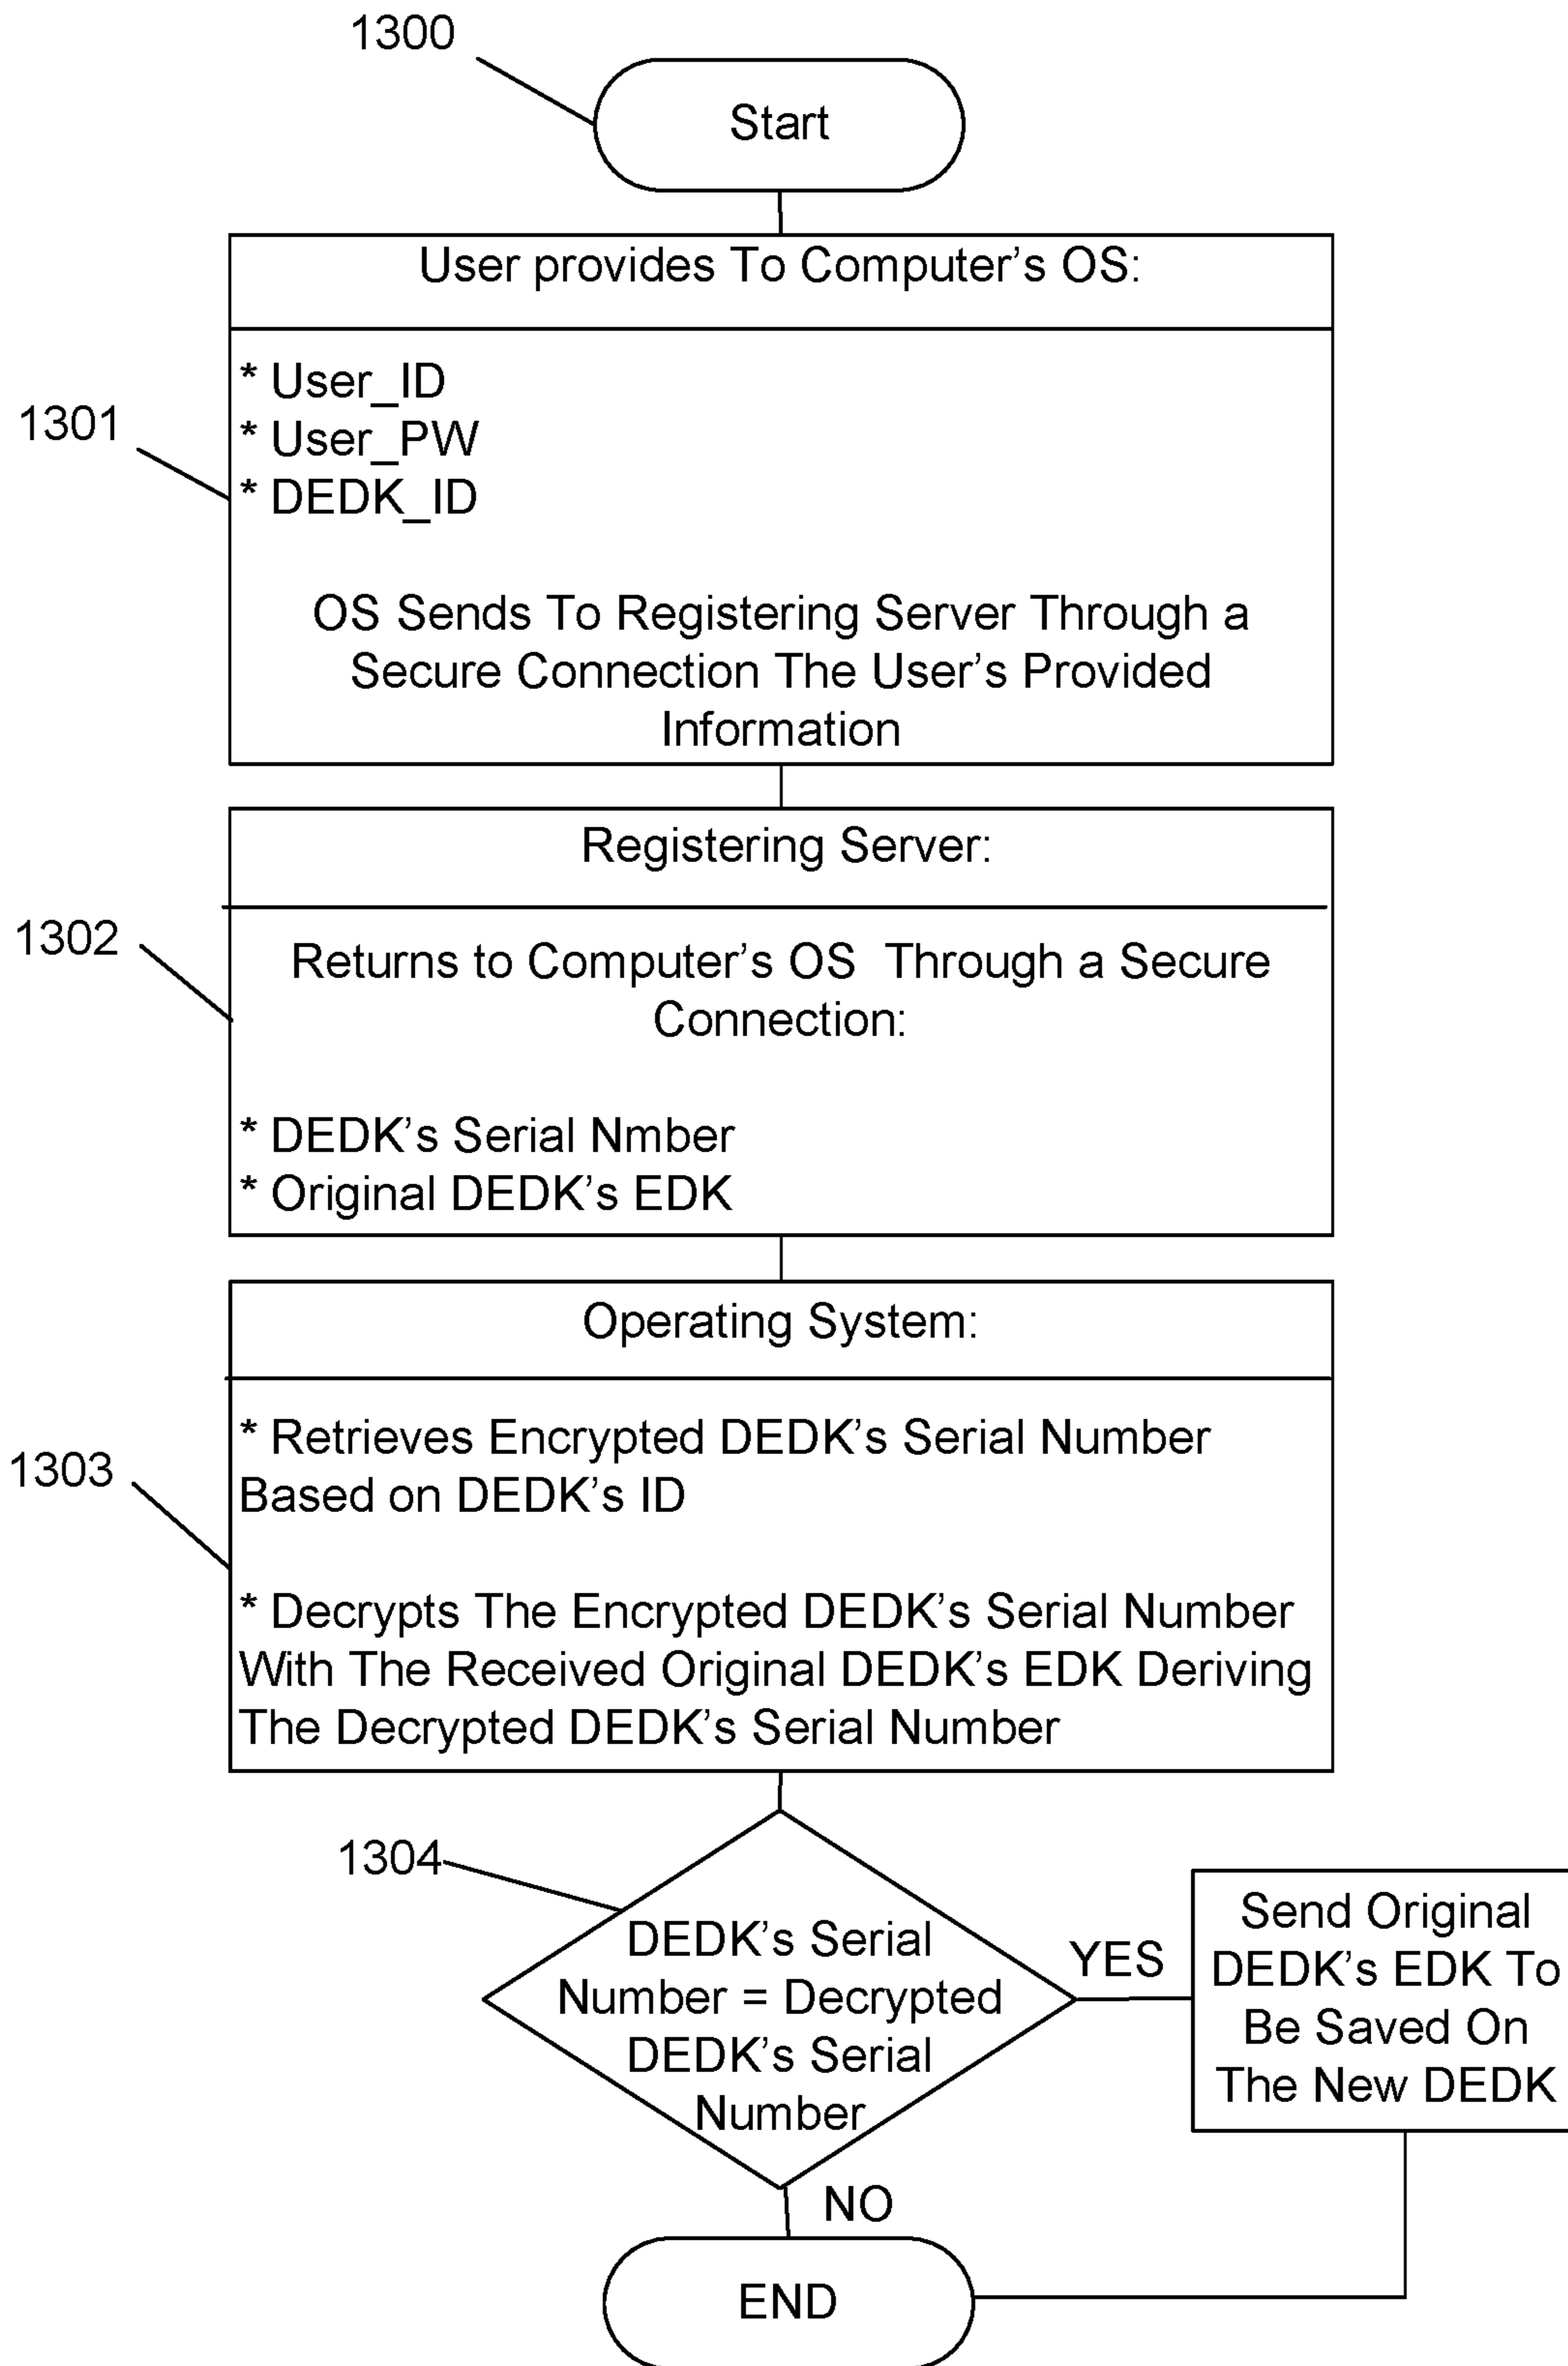 1300
Start
User provides To Computer's OS:
1301
* User_ID
* User_PW
* DEDK_ID
OS Sends To Registering Server Through a
Secure Connection The User's Provided
Information
Registering Server:
1302
Returns to Computer's OS  Through a Secure
Connection:
* DEDK's Serial Nmber
* Original DEDK's EDK
Operating System:
1303
* Retrieves Encrypted DEDK's Serial Number
Based on DEDK's ID
* Decrypts The Encrypted DEDK's Serial Number
With The Received Original DEDK's EDK Deriving
The Decrypted DEDK's Serial Number
1304
DEDK's Serial
Number = Decrypted
DEDK's Serial
Number
YES
Send Original
DEDK's EDK To
Be Saved On
The New DEDK
NO
END